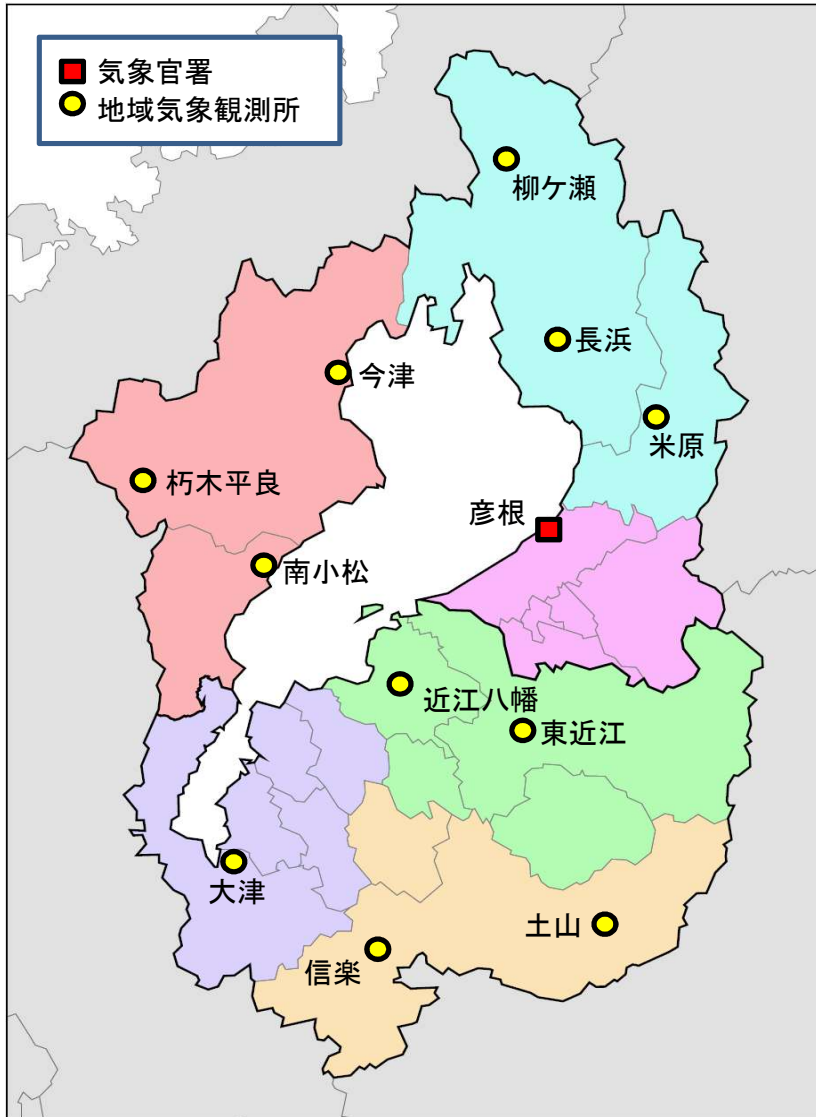 気象官署
地域気象観測所
柳ケ瀬
長浜
今津
米原
朽木平良
彦根
南小松
近江八幡
東近江
大津
土山
信楽